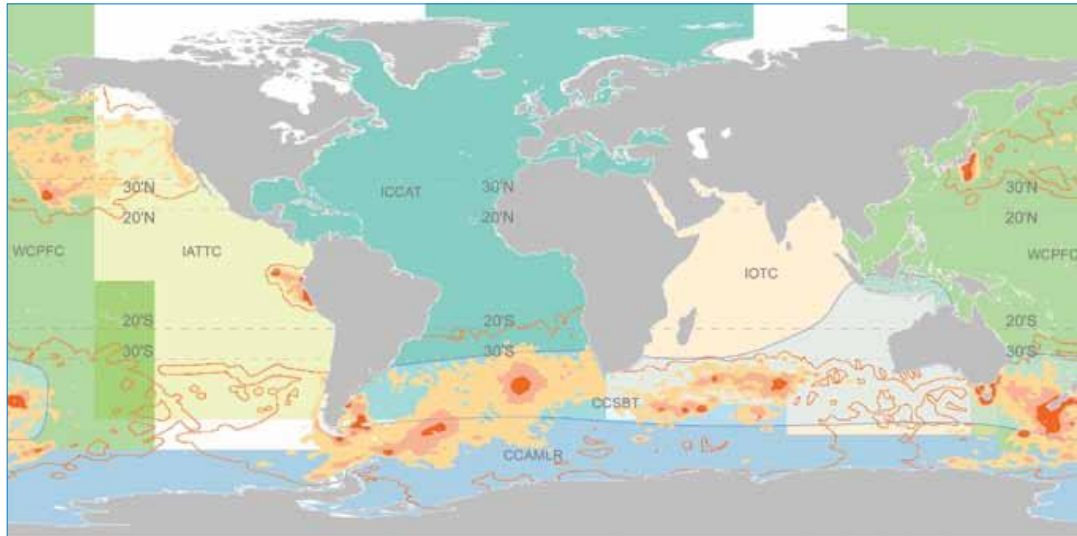 ICCAT
30'N
30'N
30'N
20'N
20'N
20'N
WCPFC
IATTC
IOTC
WCPFC
20'S
20'S
20'S
30'S
30'S
30'S
CCSBT
CCAMLR